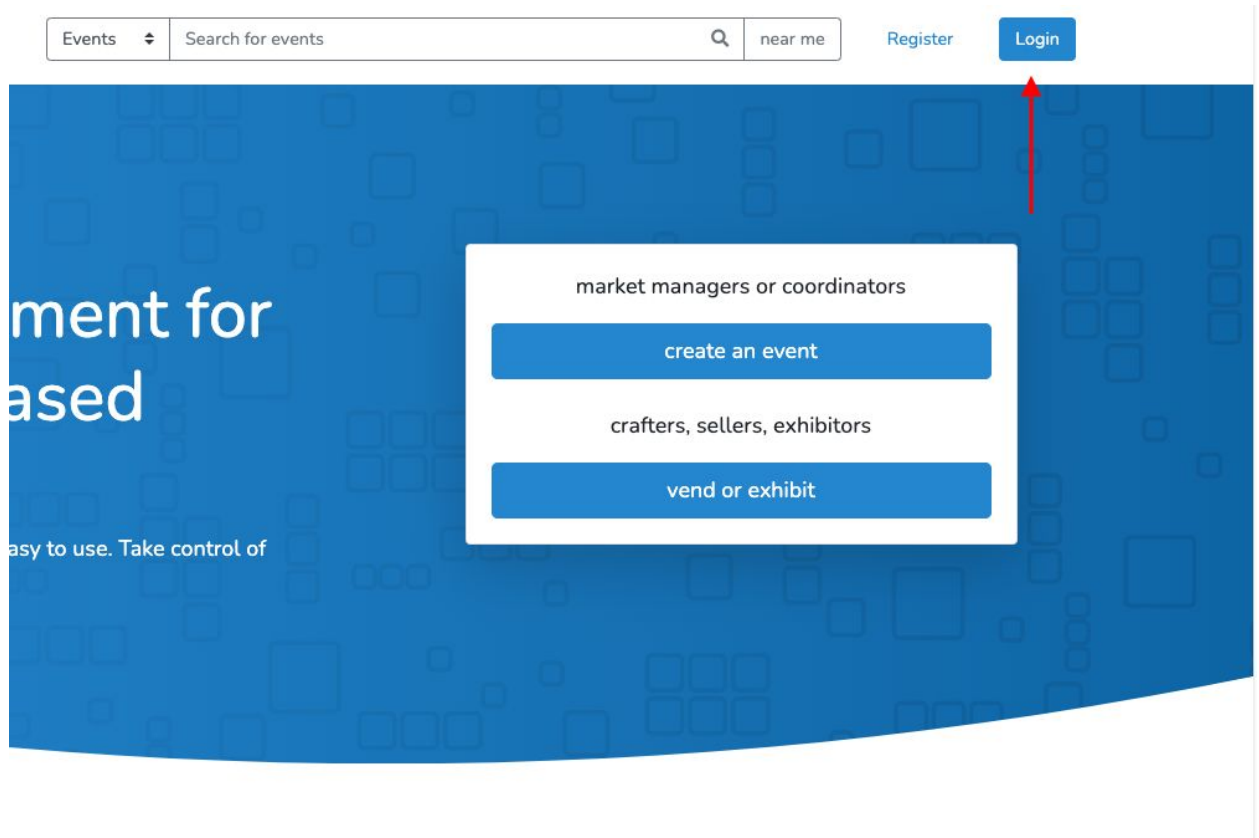 Events
Search for events
near me
Register
Login
ment for
ased
asy to use. Take control of
market managers or coordinators
create an event
crafters, sellers, exhibitors
vend or exhibit